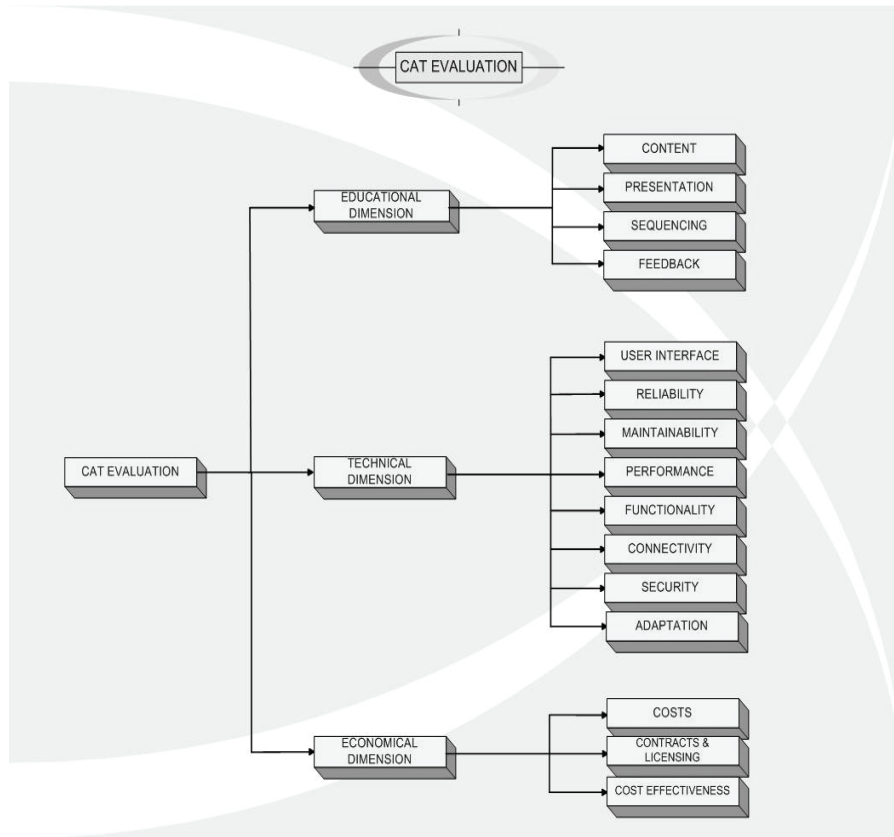 CAT EVALUATION
CONTENT
EDUCATIONAL
DIMENSION
PRESENTATION
SEQUENCING
FEEDBACK
USER INTERFACE
RELIABILITY
MAINTAINABILITY
CAT EVALUATION
TECHNICAL
DIMENSION
PERFORMANCE
FUNCTIONALITY
CONNECTIVITY
SECURITY
ADAPTATION
COSTS
ECONOMICAL
DIMENSION
CONTRACTS &
LICENSING
COST EFFECTIVENESS